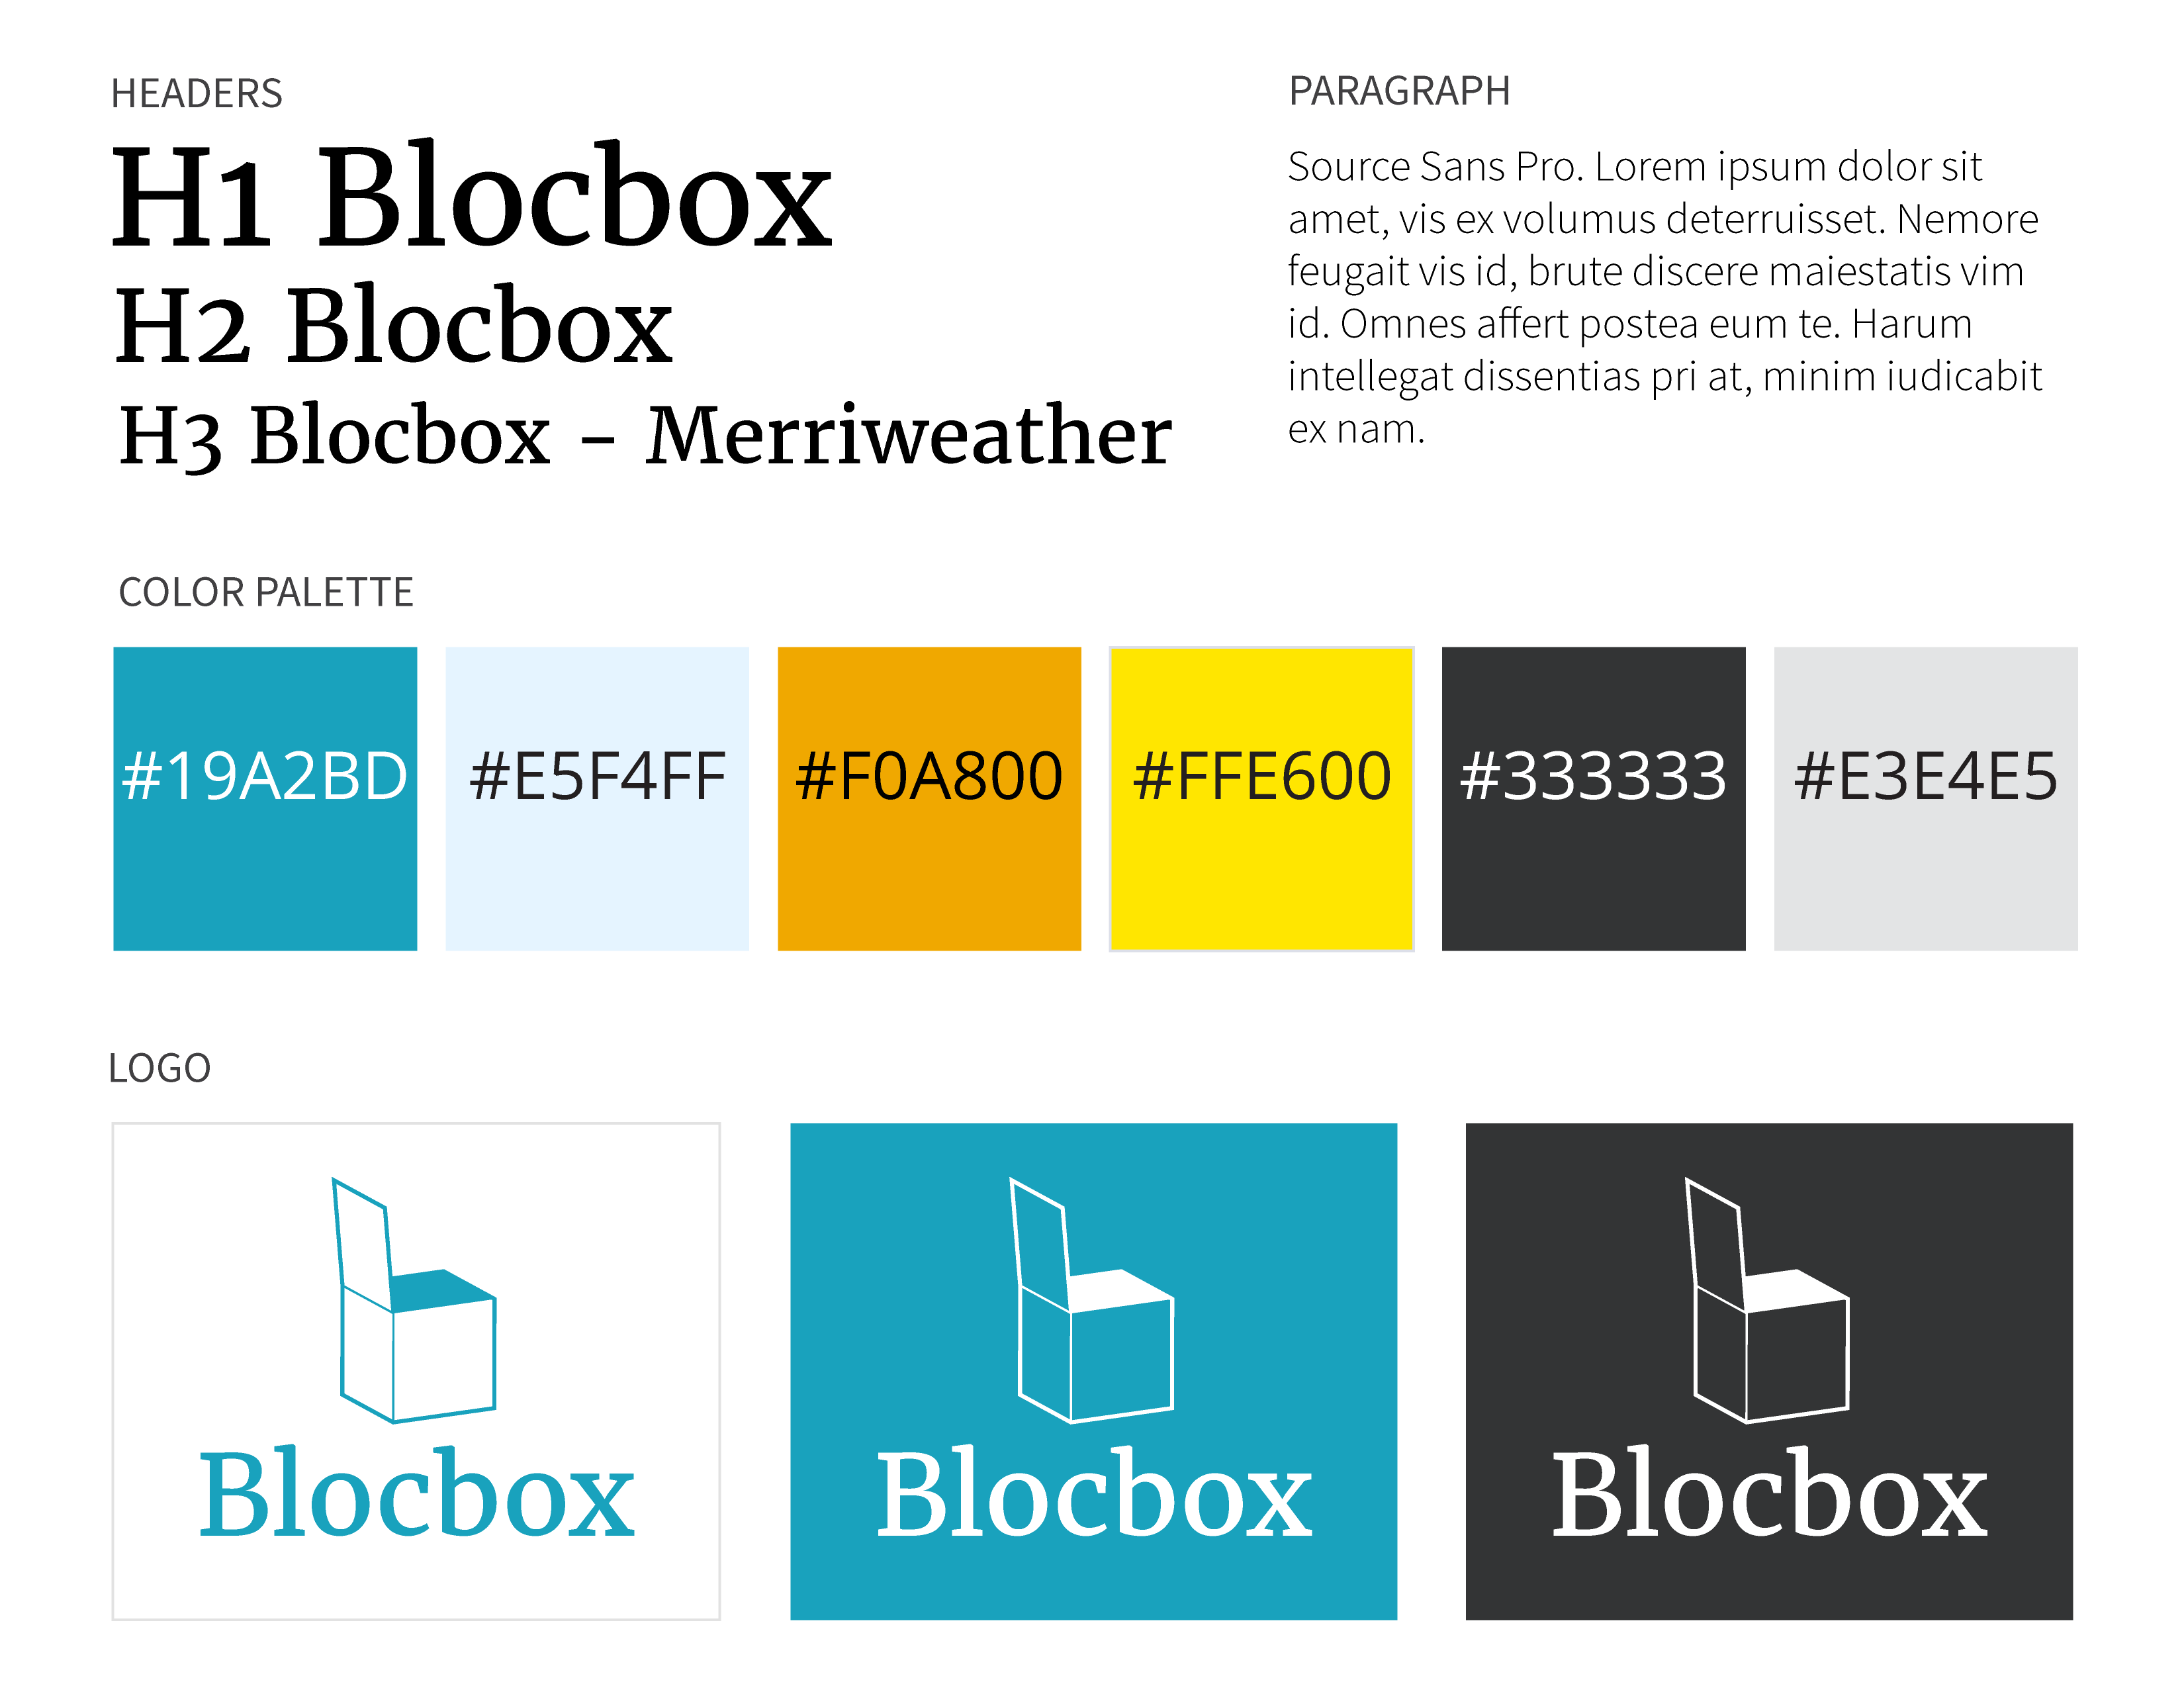 HEADERS
H1 Blocbox
H2 Blocbox
H3 Blocbox - Merriweather
PARAGRAPH
Source Sans Pro. Lorem ipsum dolor sit
amet, vis ex volumus deterruisset. Nemore
feugait vis id, brute discere maiestatis vim
id. Omnes affert postea eum te. Harum
intellegat dissentias pri at, minim iudicabit
ex nam.
COLOR PALETTE
#19A2BD
#E5F4FF
#F0A800
#FFE600
#333333
#E3E4E5
LOGO
Blocbox
Blocbox
Blocbox